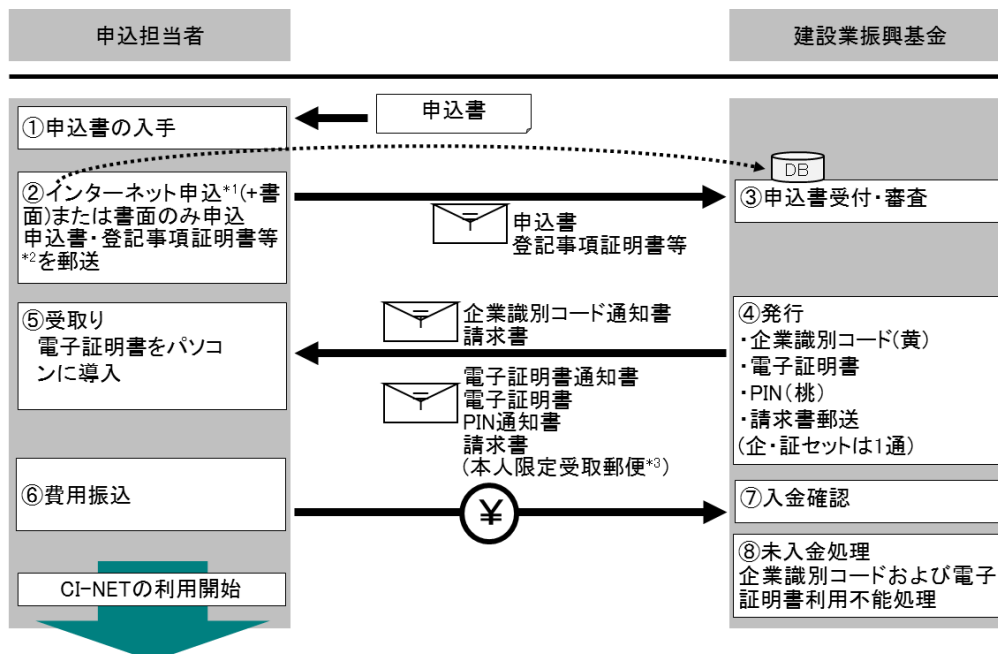 申込担当者
建設業振興基金
①申込書の入手
申込書
②インターネット申込*1(+書
面)または書面のみ申込
申込書・登記事項証明書等
*2を郵送
〒
申込書
登記事項証明書等
DB
③申込書受付・審査
⑤受取り
電子証明書をパソコ
ンに導入
〒
企業識別コード通知書
請求書
〒
電子証明書通知書
電子証明書
PIN通知書
請求書
(本人限定受取郵便*3)
④発行
・企業識別コード(黄)
・電子証明書
・PIN(桃)
・請求書郵送
(企・証セットは1通)
⑥費用振込
¥
⑦入金確認
⑧未入金処理
企業識別コードおよび電子
証明書利用不能処理
CI-NETの利用開始